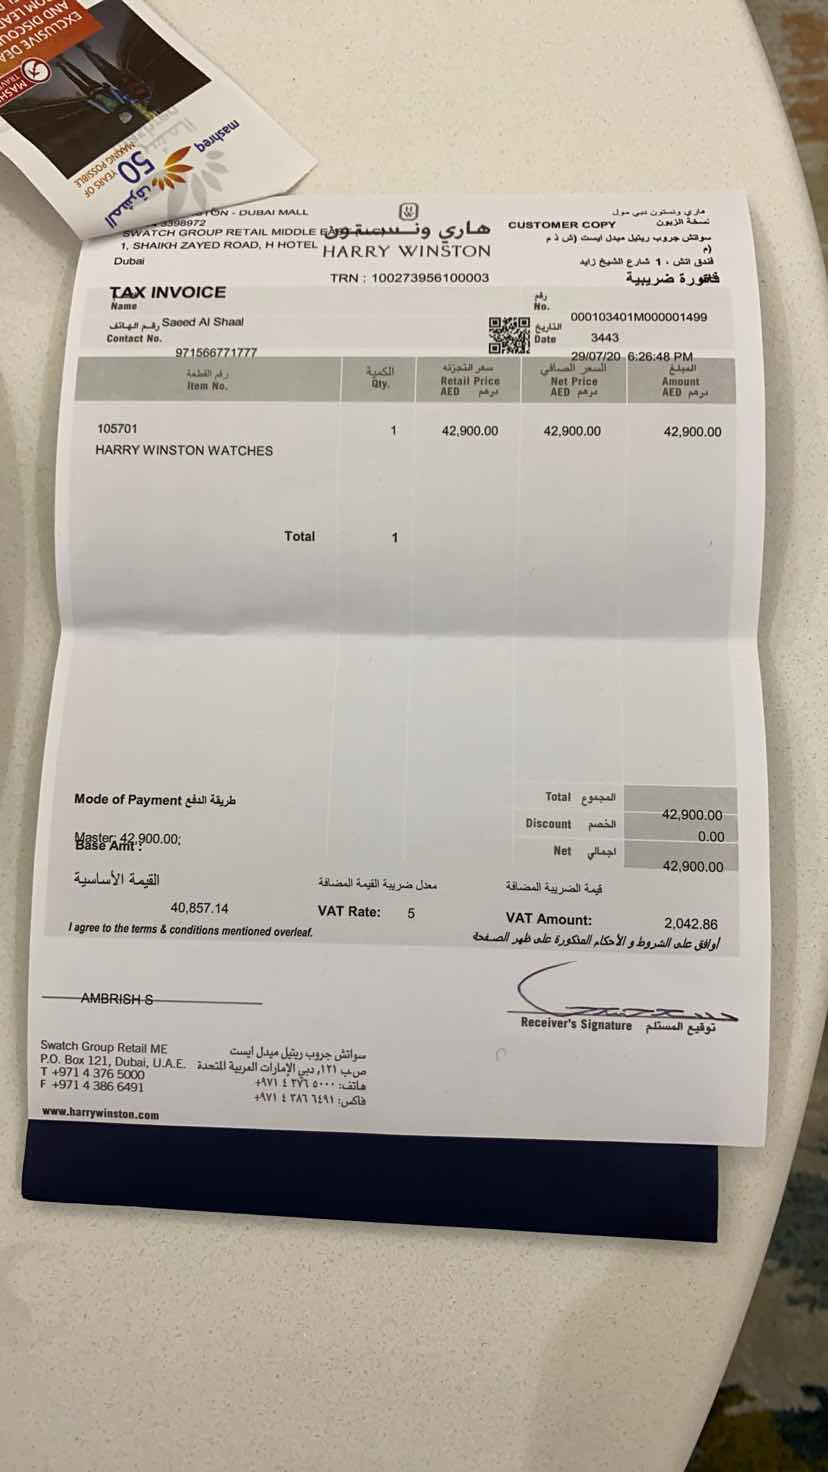 EXCLUSIVE DEA
AND DISCOU
mashreq
المشرق
50
YEARS OF
MAKING POSSIBLE
TON - DUBAI MALL
3398972
SWATCH GROUP RETAIL MIDDLE
1, SHAIKH ZAYED ROAD, H HOTEL
Dubai
هاري ونستون
HARRY WINSTON
TRN : 100273956100003
CUSTOMER COPY
هاري ونستون دبي مول
نسخة الزبون
سواتش جروب ريتيل ميدل ايست (ش ذ م
م)
فندق اتش ، 1 شارع الشيخ زايد
فاتورة ضريبية
TAX INVOICE
Name
Saeed Al Shaal
رقم الهاتف
Contact No.
971566771777
رقم
No.
000103401M000001499
3443
التاريخ
Date
29/07/20 6:26:48 PM
رقم القطعة
Item No.
الكمية
Qty.
سعر التجزئه
Retail Price
AED درهم
السعر الصافي
Net Price
AED درهم
المبلغ
Amount
AED درهم
105701 1 42,900.00 42,900.00 42,900.00
HARRY WINSTON WATCHES
Total 1
Mode of Payment طريقة الدفع
Master: 42,900.00;
Base Amt :
القيمة الأساسية
40,857.14
Total المجموع 42,900.00
Discount الخصم 0.00
Net اجمالي 42,900.00
معدل ضريبة القيمة المضافة
VAT Rate: 5
قيمة الضريبة المضافة
VAT Amount: 2,042.86
I agree to the terms & conditions mentioned overleaf.
أوافق على الشروط و الأحكام المذكورة على ظهر الصفحة
AMBRISH S
Receiver's Signature توقيع المستلم
Swatch Group Retail ME
P.O. Box 121, Dubai, U.A.E.
T +971 4 376 5000
F +971 4 386 6491
سواتش جروب ريتيل ميدل ايست
ص.ب ١٢١، دبي الإمارات العربية المتحدة
هاتف: ٥٠٠٠ ٣٧٦ ٤ ٩٧١+
فاكس: ٦٤٩١ ٣٨٦ ٤ ٩٧١+
www.harrywinston.com